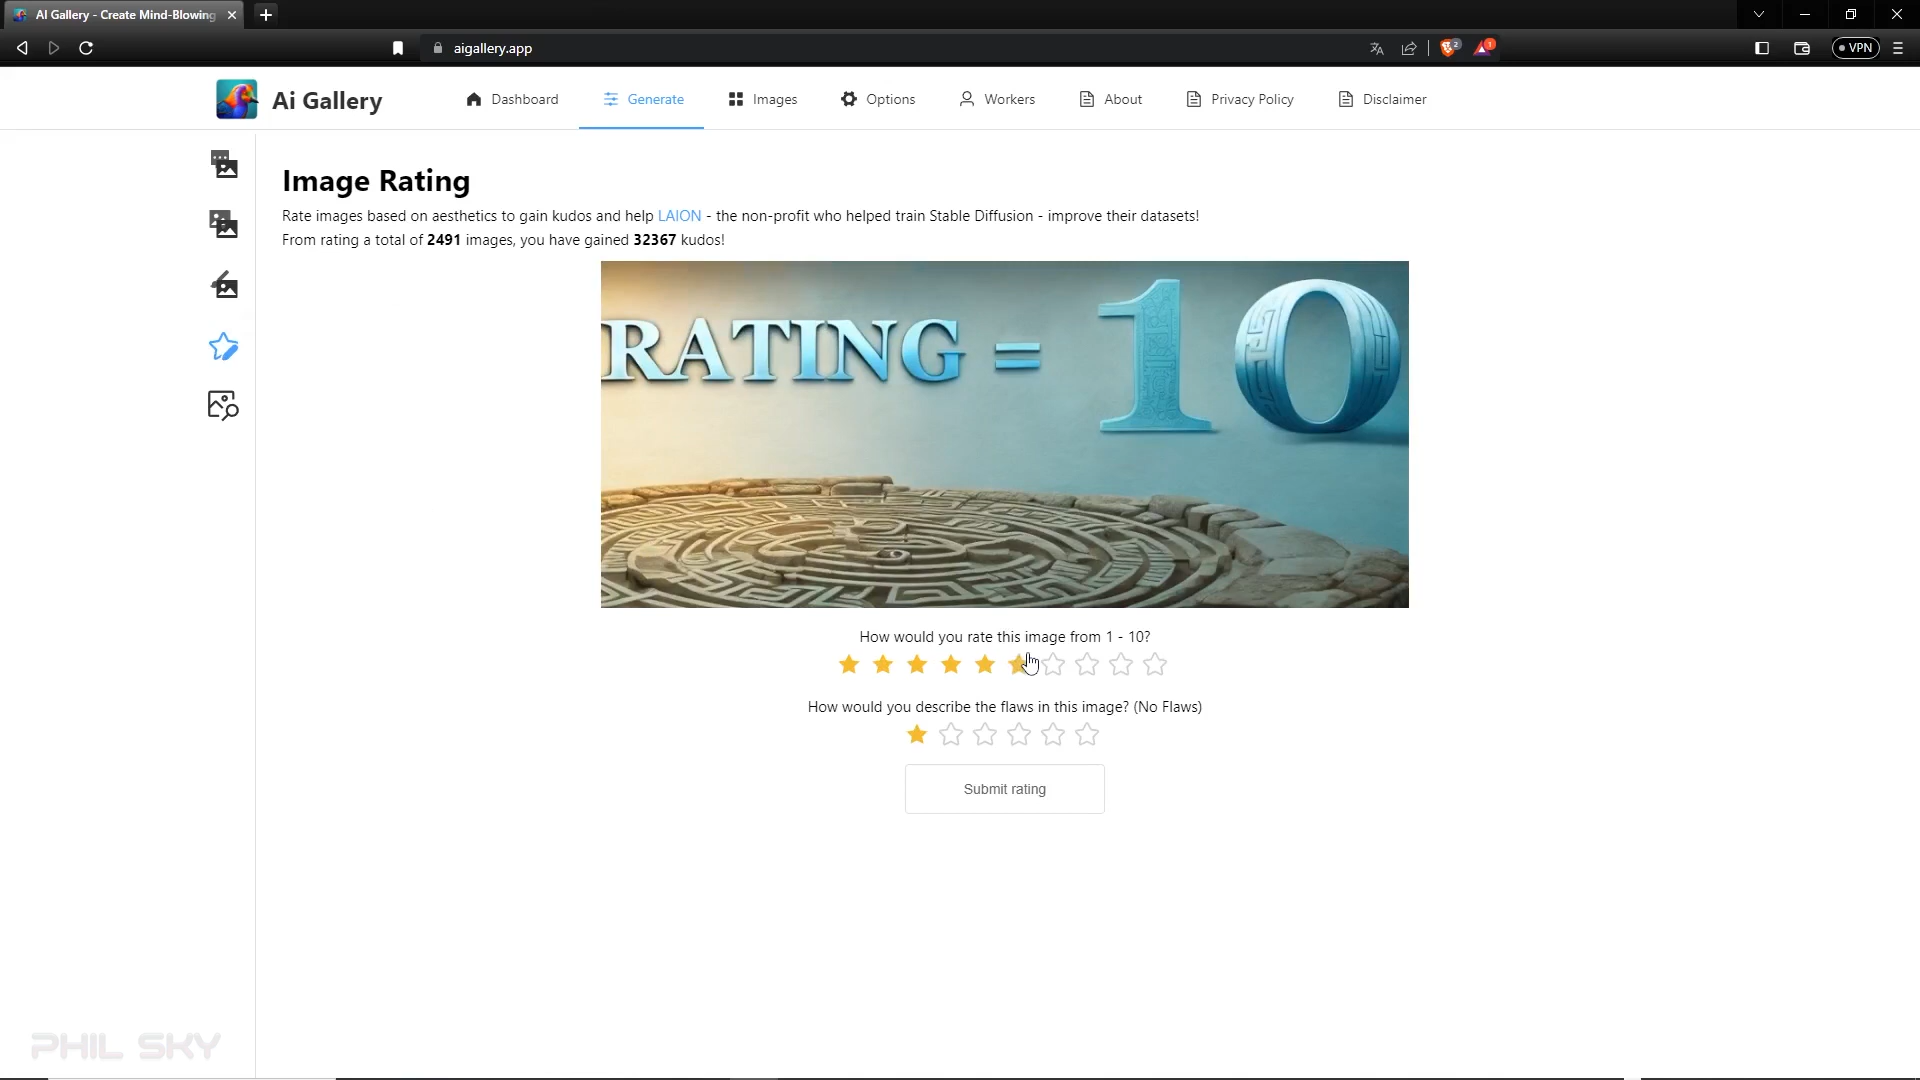 AI Gallery - Create Mind-Blowing
aigallery.app
2
1
VPN
Ai Gallery
Dashboard
Generate
Images
Options
Workers
About
Privacy Policy
Disclaimer
Image Rating
Rate images based on aesthetics to gain kudos and help LAION - the non-profit who helped train Stable Diffusion - improve their datasets!
From rating a total of 2491 images, you have gained 32367 kudos!
RATING = 10
How would you rate this image from 1 - 10?
How would you describe the flaws in this image? (No Flaws)
Submit rating
PHIL SKY